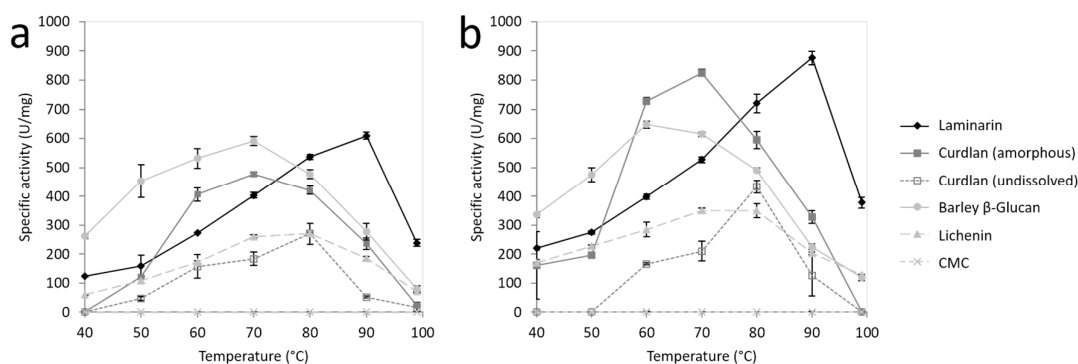 a
Specific activity (U/mg)
1000
900
800
700
600
500
400
300
200
100
0
40 50 60 70 80 90 100
Temperature (°C)
b
Specific activity (U/mg)
1000
900
800
700
600
500
400
300
200
100
0
40 50 60 70 80 90 100
Temperature (°C)
Laminarin
Curdlan (amorphous)
Curdlan (undissolved)
Barley β-Glucan
Lichenin
CMC